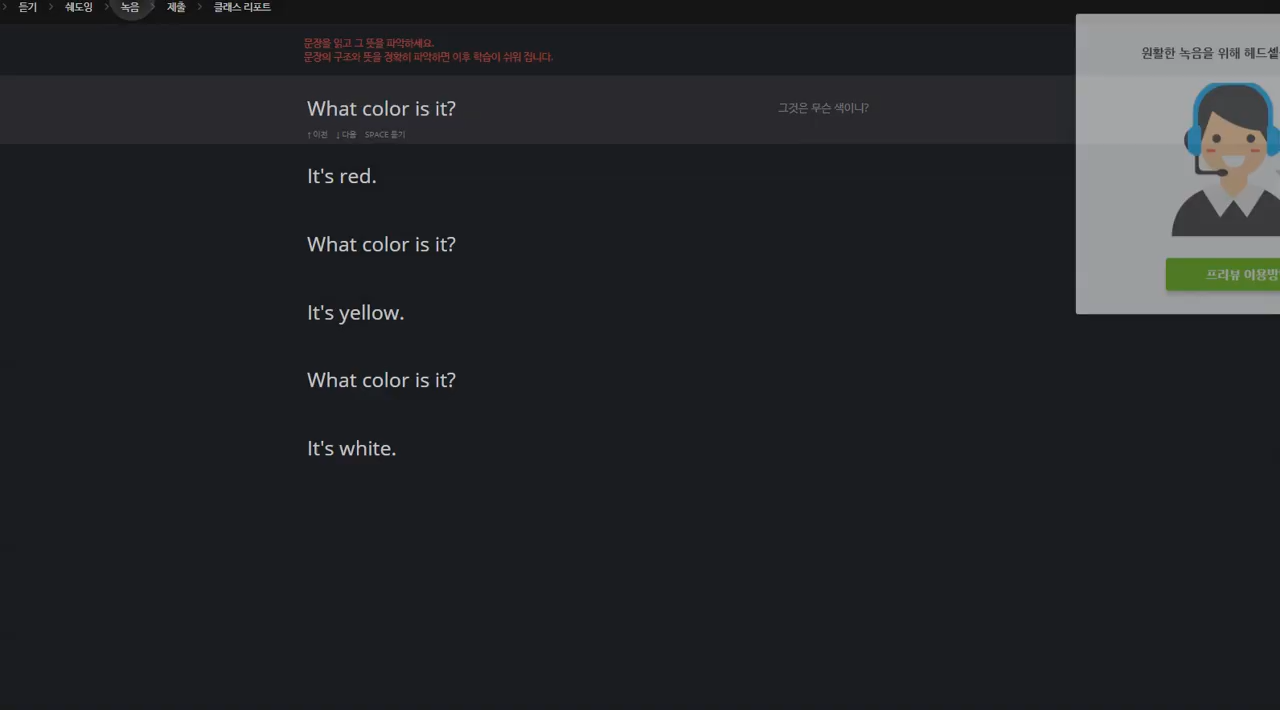 듣기
쉐도잉
녹음
제출
클래스 리포트
문장을 읽고 그 뜻을 파악하세요.
문장의 구조와 뜻을 정확히 파악하면 이후 학습이 쉬워 집니다.
원활한 녹음을 위해 헤드셋
What color is it?
그것은 무슨 색이니?
↑ 이전 ↓ 다음 SPACE 듣기
It's red.
What color is it?
프리뷰 이용방
It's yellow.
What color is it?
It's white.